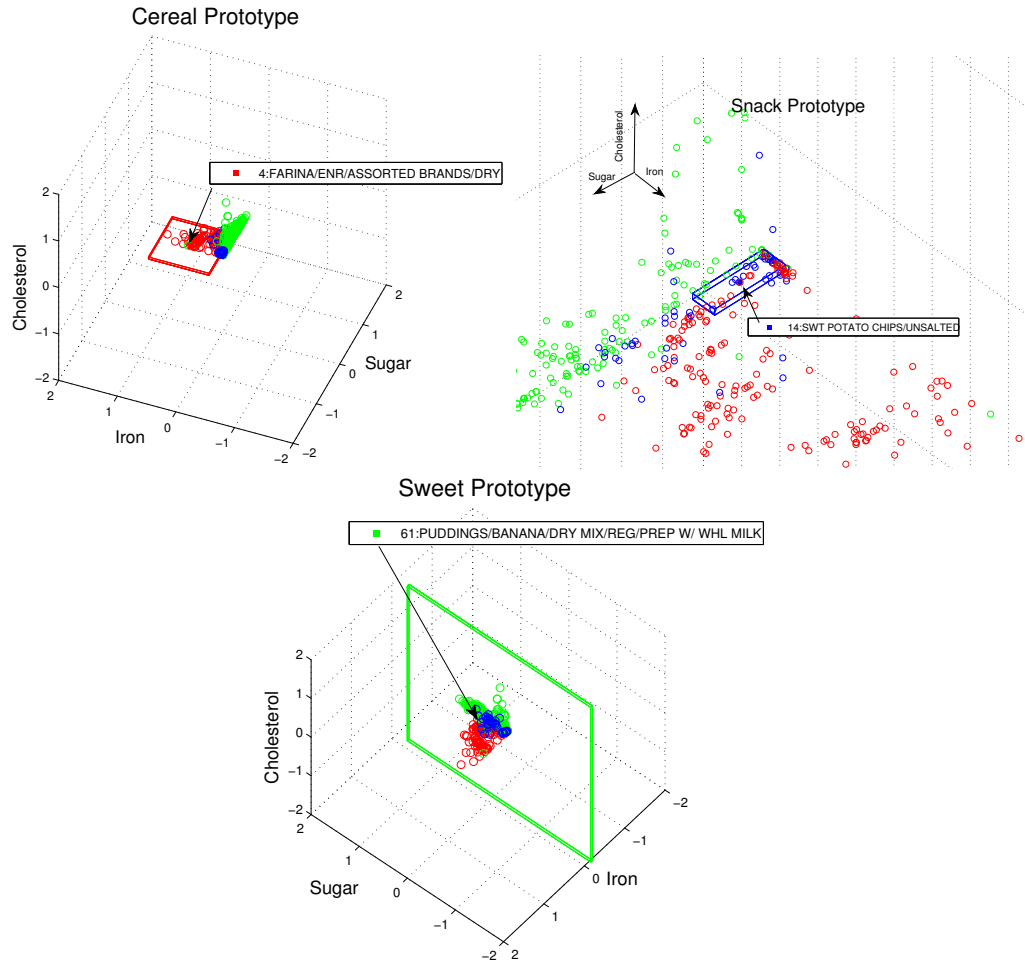 Cereal Prototype
4:FARINA/ENR/ASSORTED BRANDS/DRY
Cholesterol
2
1
0
−1
−2
2
1
0
−1
−2
Iron
−2
−1
0
1
2
Sugar
Snack Prototype
Cholesterol
Sugar
Iron
14:SWT POTATO CHIPS/UNSALTED
Sweet Prototype
61:PUDDINGS/BANANA/DRY MIX/REG/PREP W/ WHL MILK
Cholesterol
2
1
0
−1
−2
2
1
0
−1
−2
Sugar
2
1
0
−1
−2
Iron